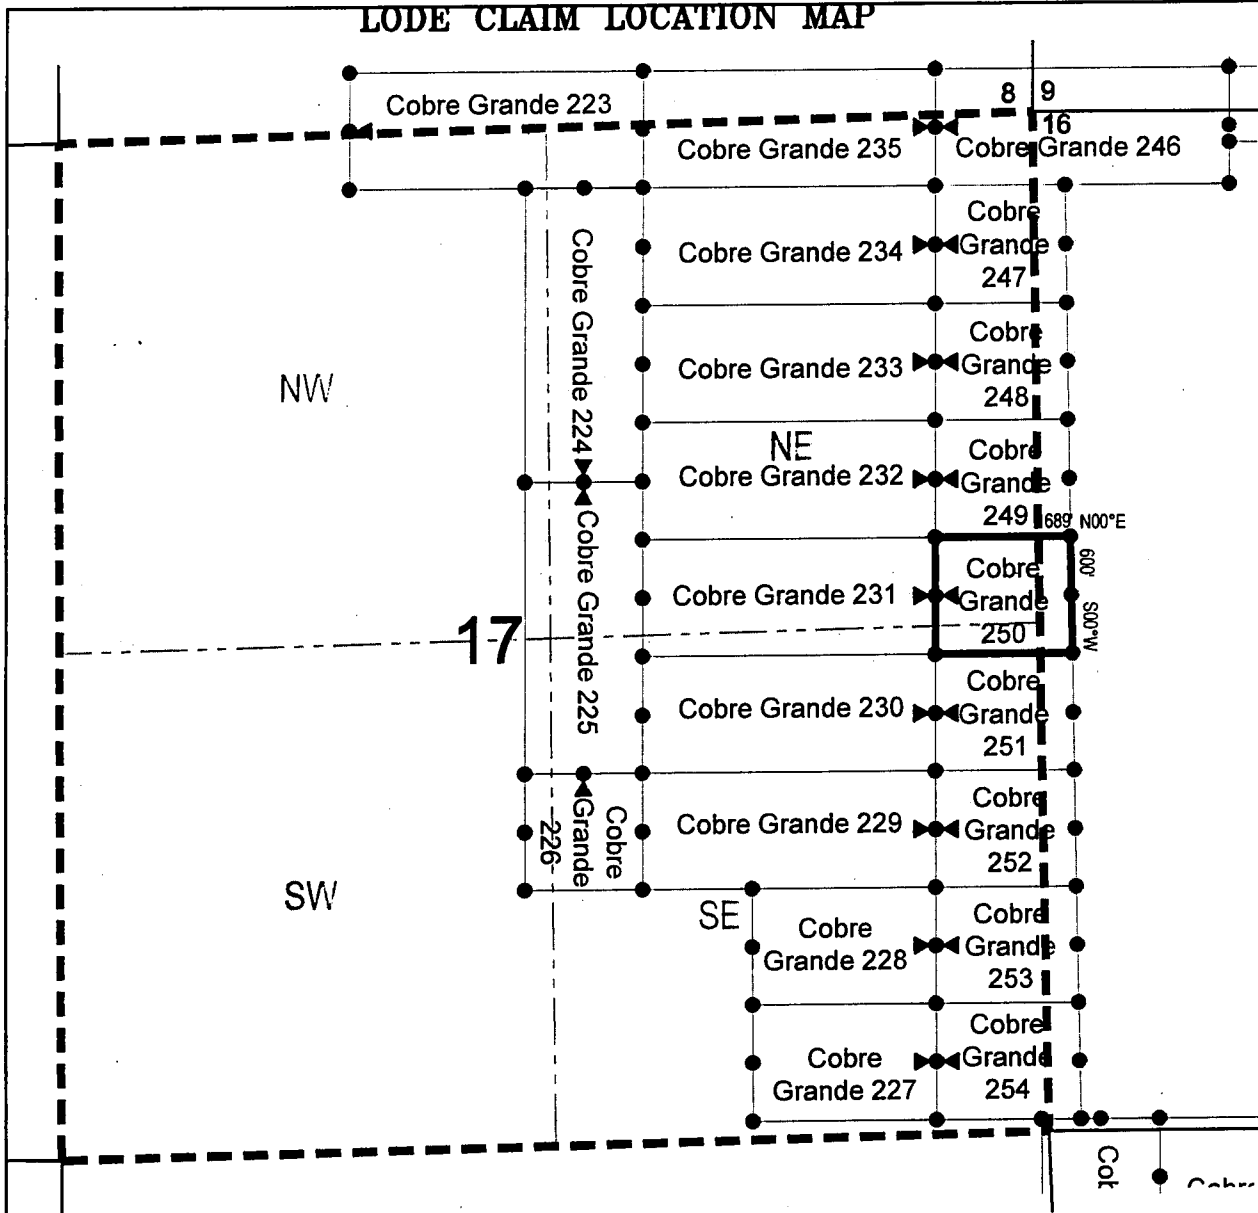 LODE CLAIM LOCATION MAP
8
9
16
Cobre Grande 223
Cobre Grande 235
Cobre Grande 246
Cobre Grande 224
Cobre Grande 234
Cobre
Grande
247
Cobre Grande 233
Cobre
Grande
248
NW
NE
Cobre Grande 232
Cobre
Grande
249
689' N00°E
600' S00°W
Cobre Grande 225
Cobre Grande 231
Cobre
Grande
250
17
Cobre Grande 230
Cobre
Grande
251
Cobre
Grande
226
Cobre Grande 229
Cobre
Grande
252
SW
SE
Cobre
Grande 228
Cobre
Grande
253
Cobre
Grande 227
Cobre
Grande
254